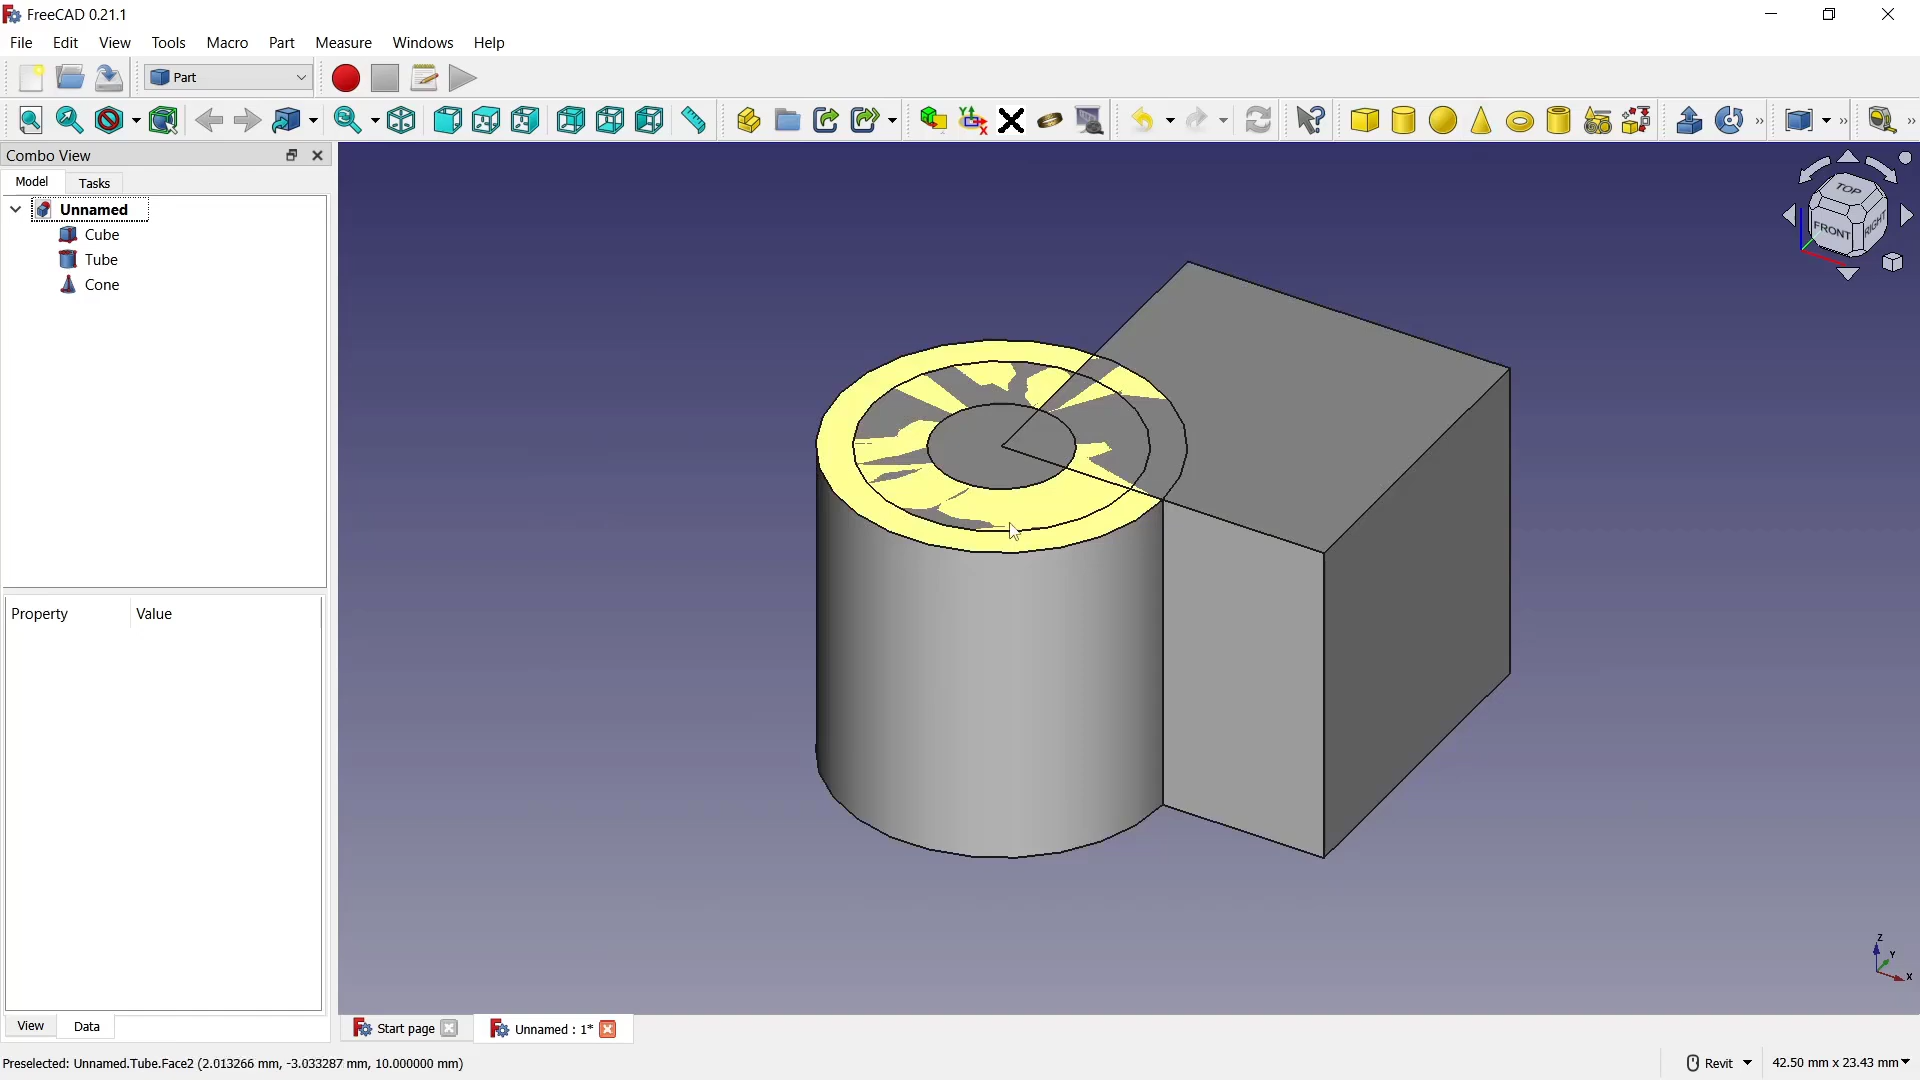 FreeCAD 0.21.1
File Edit View Tools Macro Part Measure Windows Help
Part
Combo View
Model Tasks
Unnamed
Cube
Tube
Cone
TOP
FRONT RIGHT
Property Value
Z
Y
X
View Data
Start page Unnamed : 1*
Preselected: Unnamed.Tube.Face2 (2.013266 mm, -3.033287 mm, 10.000000 mm)
Revit 42.50 mm x 23.43 mm